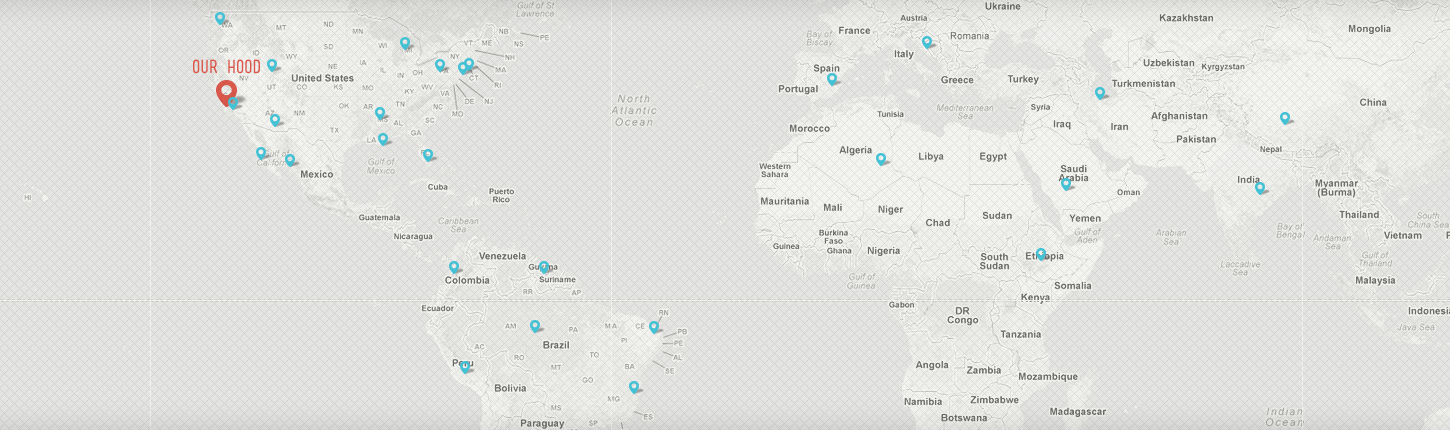 Gulf of St
Lawrence
Ukraine
WA
MT
ND
MN
NB
PE
NS
Austria
Kazakhstan
Mongolia
France
Bay of
Biscay
Romania
OR
ID
SD
WI
MI
VT
ME
NH
Italy
WY
NY
MA
Uzbekistan
Kyrgyzstan
OUR HOOD
NE
IA
IL
IN
OH
PA
CT
RI
Spain
NV
United States
UT
CO
KS
MO
KY
WV
VA
NJ
DE
MD
Portugal
Greece
Turkey
Turkmenistan
China
North
Atlantic
Ocean
AZ
NM
OK
AR
TN
NC
SC
MS
AL
GA
TX
LA
Tunisia
Mediterranean
Sea
Syria
Iraq
Iran
Afghanistan
Pakistan
Morocco
Algeria
Libya
Egypt
Nepal
Gulf of
California
Gulf of
Mexico
Mexico
Western
Sahara
Saudi
Arabia
India
Myanmar
(Burma)
HI
Cuba
Puerto
Rico
Oman
Mauritania
Mali
Niger
Chad
Sudan
Yemen
Thailand
Guatemala
Caribbean
Sea
Nicaragua
Burkina
Faso
Guinea
Ghana
Nigeria
Gulf of
Aden
Arabian
Sea
Bay of
Bengal
Andaman
Sea
Vietnam
South
China Sea
Venezuela
Guyana
Suriname
Colombia
South
Sudan
Ethiopia
Laccadive
Sea
Gulf of
Thailand
Malaysia
Gulf of
Guinea
Somalia
RR
AP
Ecuador
Gabon
Kenya
DR
Congo
Indonesia
Java Sea
AM
PA
MA
CE
RN
PB
PE
PI
AL
SE
AC
Brazil
TO
RO
MT
BA
Tanzania
Peru
Bolivia
GO
MG
ES
MS
SP
Paraguay
Angola
Zambia
Mozambique
Namibia
Zimbabwe
Botswana
Madagascar
Indian
Ocean